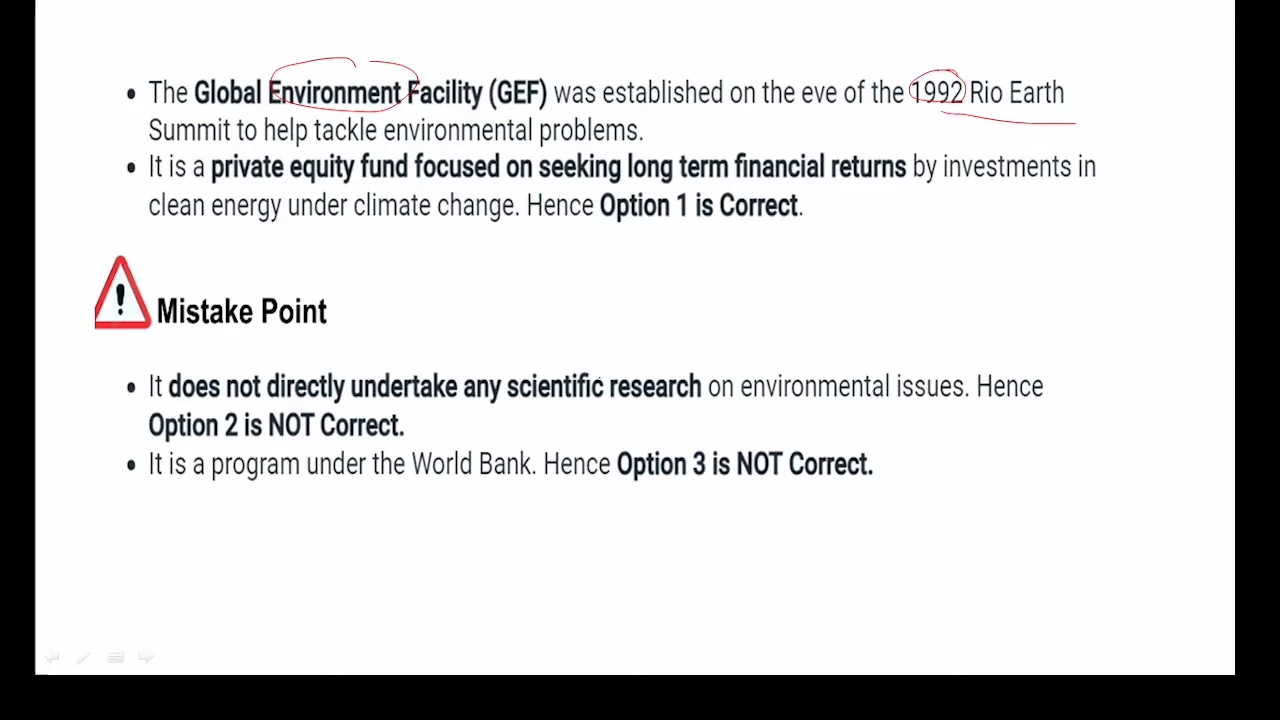 • The Global Environment Facility (GEF) was established on the eve of the 1992 Rio Earth
Summit to help tackle environmental problems.
• It is a private equity fund focused on seeking long term financial returns by investments in
clean energy under climate change. Hence Option 1 is Correct.
! Mistake Point
• It does not directly undertake any scientific research on environmental issues. Hence
Option 2 is NOT Correct.
• It is a program under the World Bank. Hence Option 3 is NOT Correct.